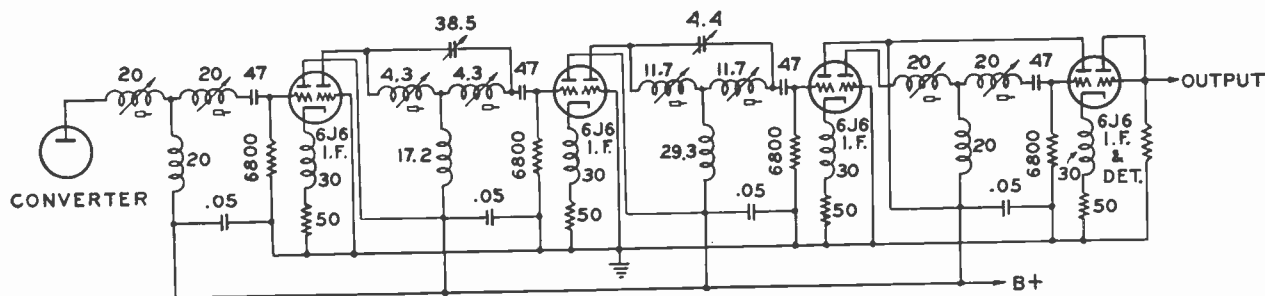 38.5
4.4
20 20 47
4.3 4.3 47
11.7 11.7 47
20 20 47
OUTPUT
CONVERTER
20
6800
6J6
I.F.
30
50
.05
17.2
6800
6J6
I.F.
30
50
.05
29.3
6800
6J6
I.F.
30
50
.05
20
6800
6J6
I.F.
&
DET.
30
50
.05
B+